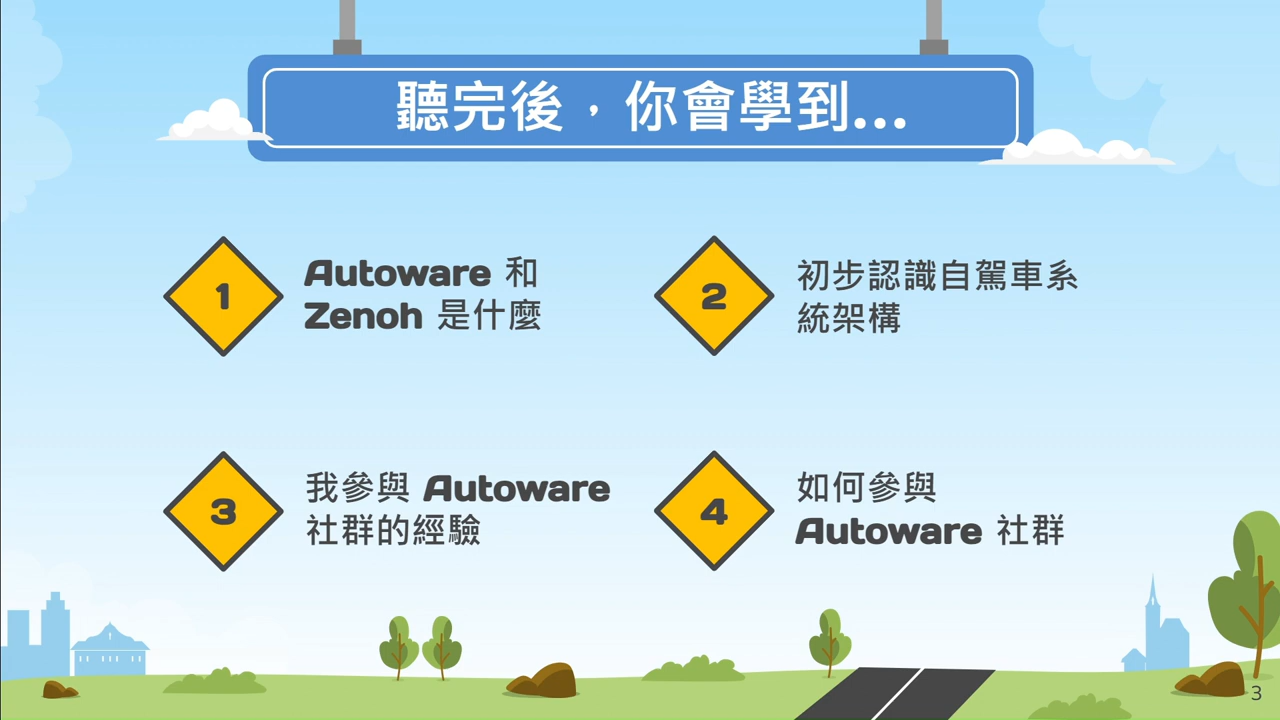 聽完後，你會學到...
1
Autoware 和
Zenoh 是什麼
2
初步認識自駕車系
統架構
3
我參與 Autoware
社群的經驗
4
如何參與
Autoware 社群
3